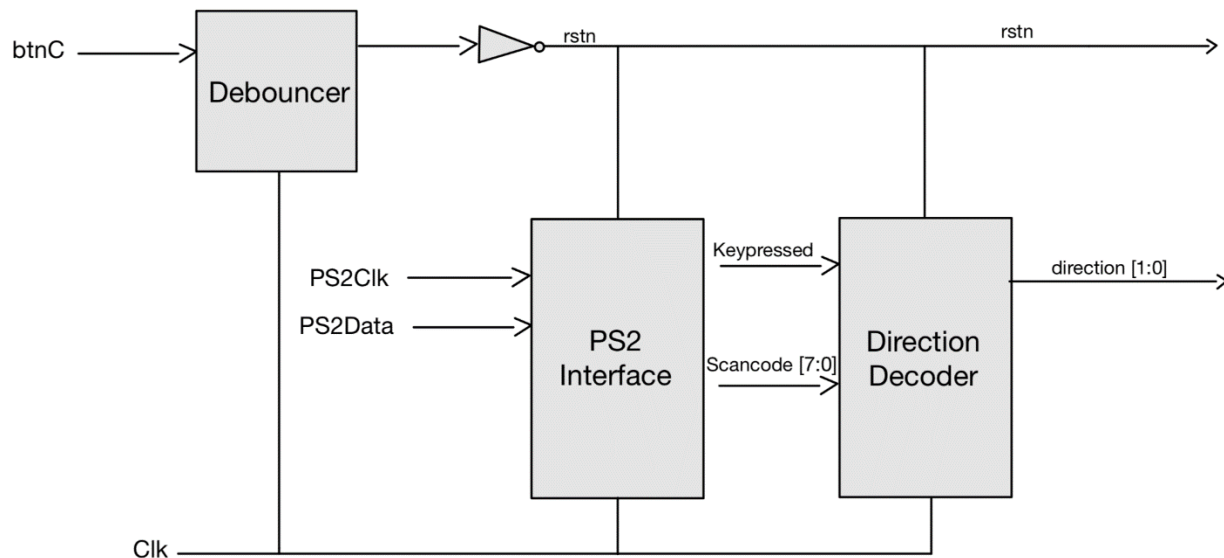 btnC
Debouncer
rstn
rstn
PS2Clk
PS2Data
PS2
Interface
Keypressed
Scancode [7:0]
Direction
Decoder
direction [1:0]
Clk